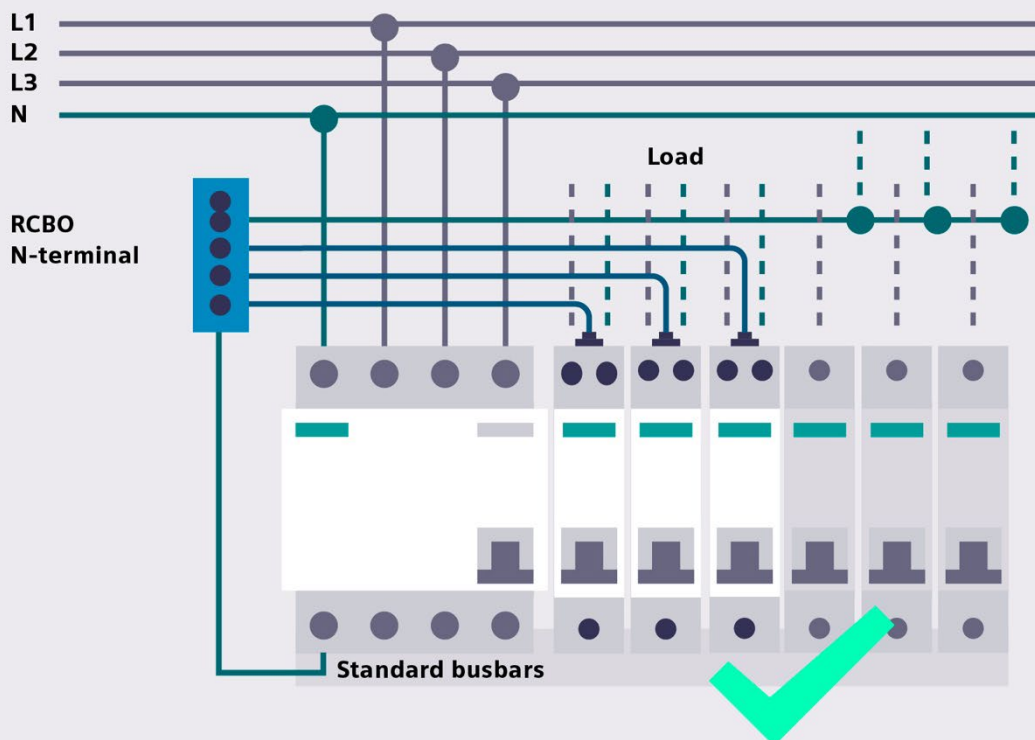 L1
L2
L3
N
Load
RCBO
N-terminal
Standard busbars